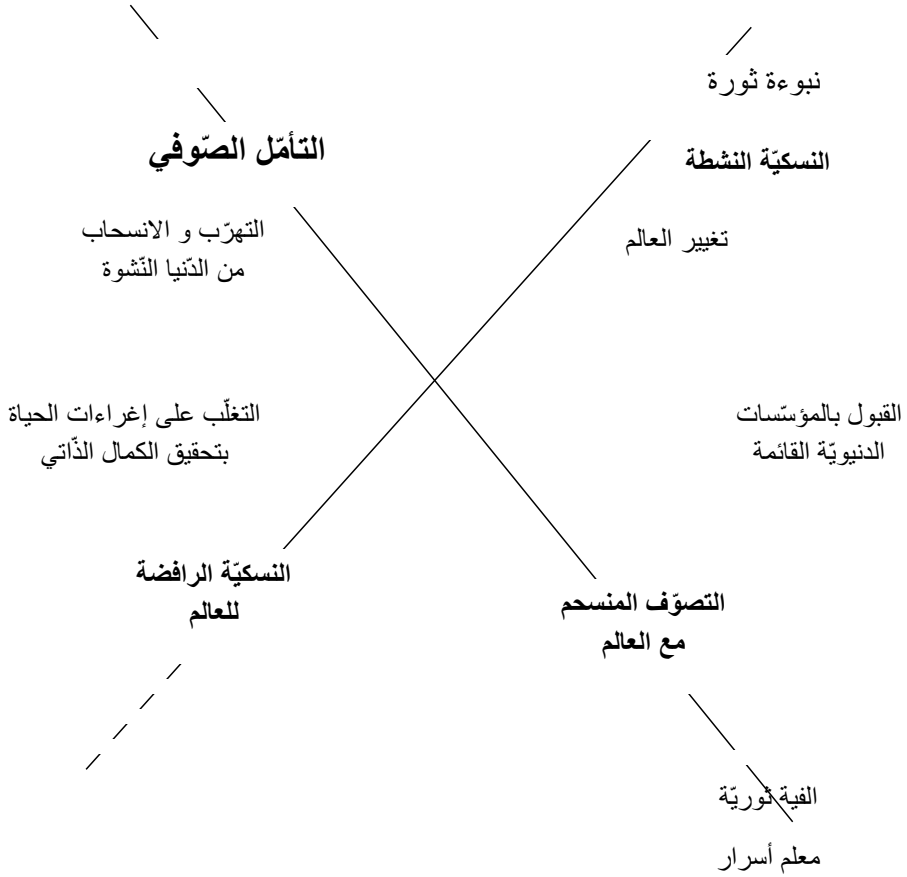 نبوءة ثورة
التأمّل الصّوفي
النسكيّة النشطة
التهرّب و الانسحاب
من الدّنيا النّشوة
تغيير العالم
القبول بالمؤسّسات
الدنيويّة القائمة
التغلّب على إغراءات الحياة
بتحقيق الكمال الذّاتي
النسكيّة الرافضة
للعالم
التصوّف المنسحم
مع العالم
الفية ثوريّة
معلم أسرار